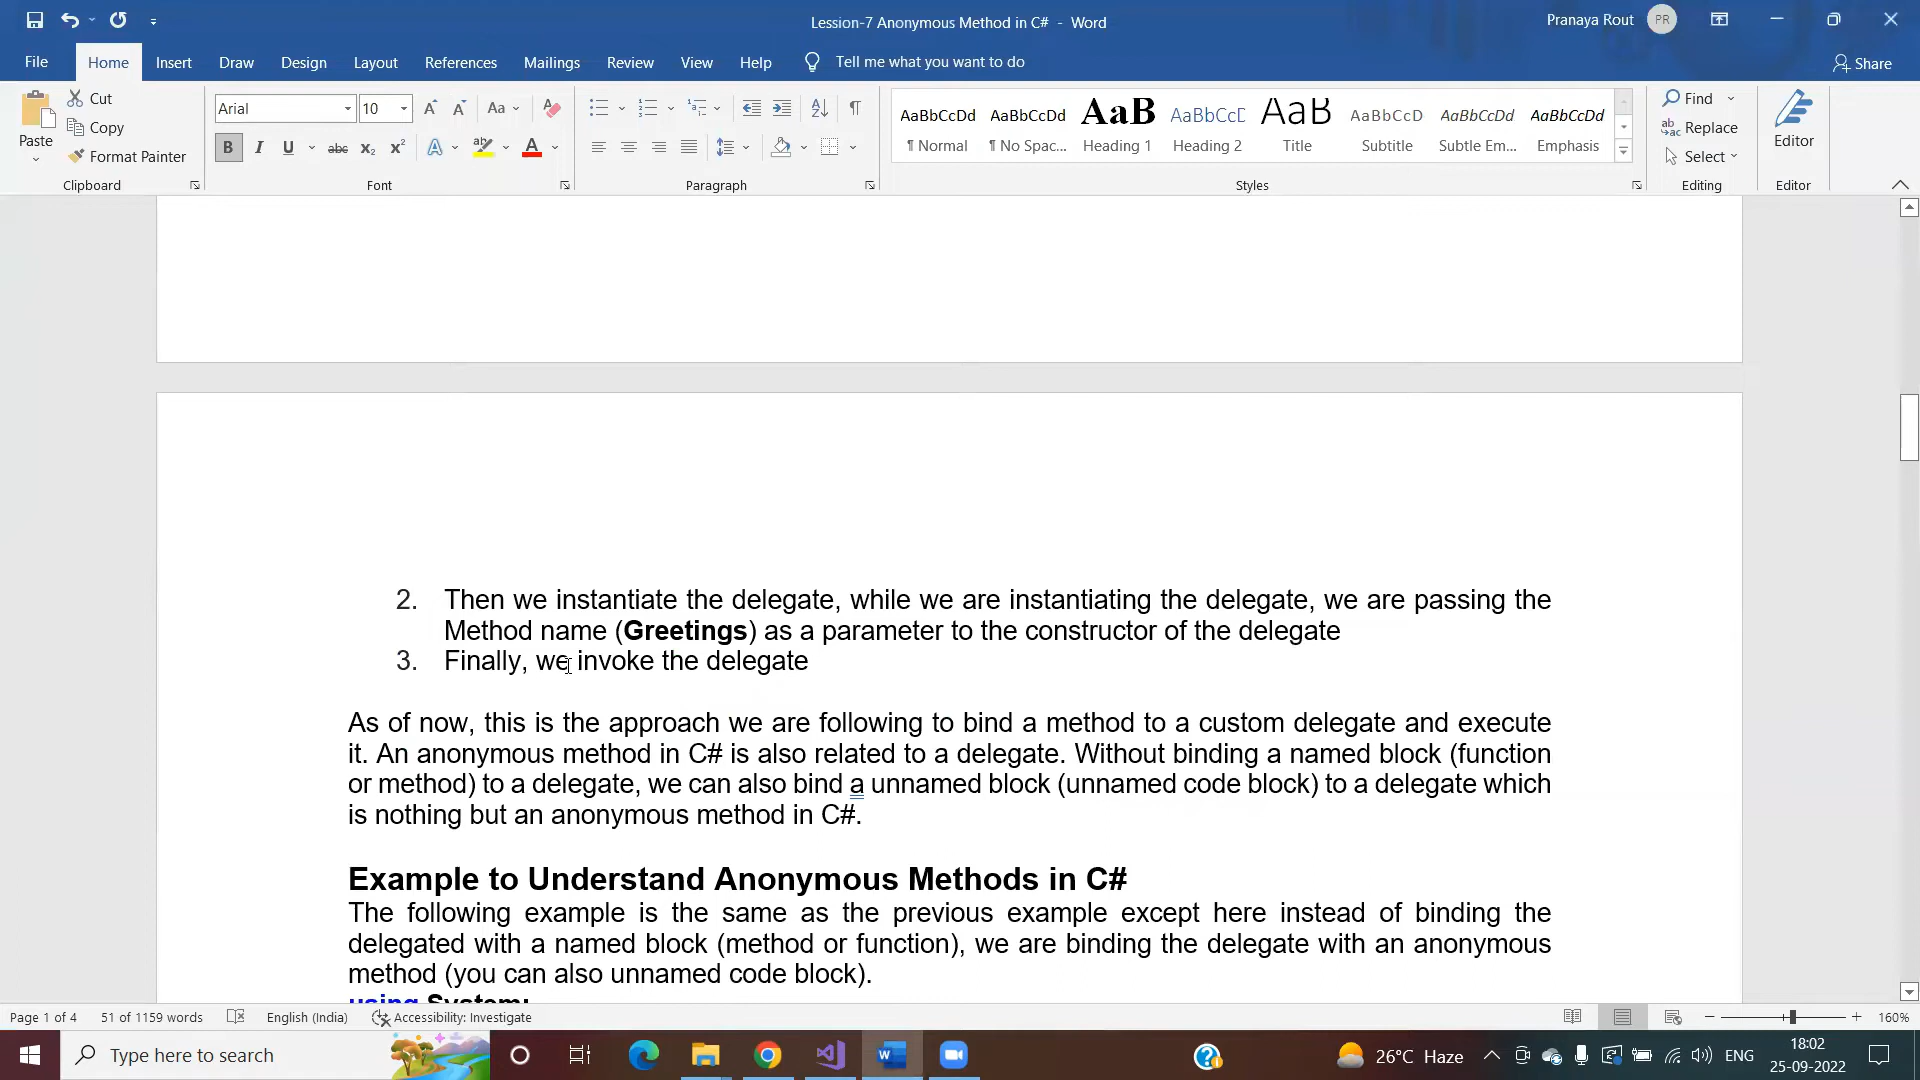 Lession-7 Anonymous Method in C# - Word
Pranaya Rout PR
File Home Insert Draw Design Layout References Mailings Review View Help Tell me what you want to do Share
Paste
Cut
Copy
Format Painter
Clipboard
Arial 10
Font
Paragraph
AaBbCcDd AaBbCcDd AaB AaBbCcD AaB AaBbCcD AaBbCcDd AaBbCcDd
¶ Normal ¶ No Spac... Heading 1 Heading 2 Title Subtitle Subtle Em... Emphasis
Styles
Find
Replace
Select
Editing
Editor
Editor
2. Then we instantiate the delegate, while we are instantiating the delegate, we are passing the
Method name (Greetings) as a parameter to the constructor of the delegate
3. Finally, we invoke the delegate
As of now, this is the approach we are following to bind a method to a custom delegate and execute
it. An anonymous method in C# is also related to a delegate. Without binding a named block (function
or method) to a delegate, we can also bind a unnamed block (unnamed code block) to a delegate which
is nothing but an anonymous method in C#.
Example to Understand Anonymous Methods in C#
The following example is the same as the previous example except here instead of binding the
delegated with a named block (method or function), we are binding the delegate with an anonymous
method (you can also unnamed code block).
using System;
Page 1 of 4 51 of 1159 words English (India) Accessibility: Investigate 160%
Type here to search
26°C Haze ENG
18:02
25-09-2022